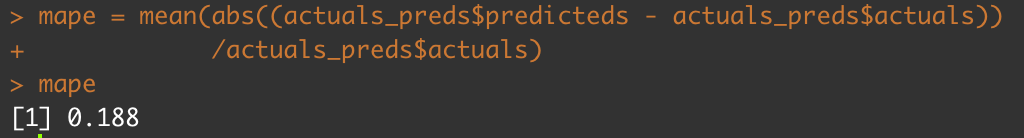 > mape = mean(abs((actuals_preds$predicteds - actuals_preds$actuals))
+ /actuals_preds$actuals)
> mape
[1] 0.188